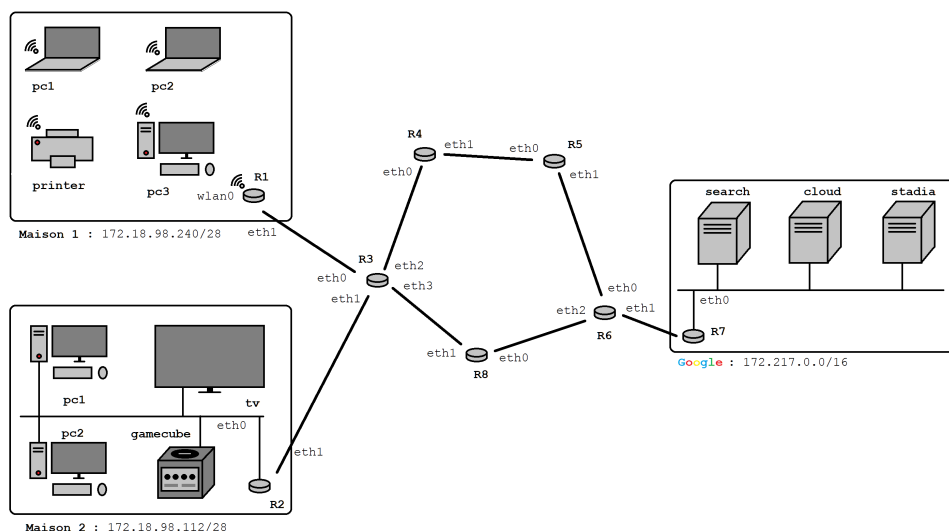 pc1
pc2
printer
pc3
wlan0
R1
eth1
Maison 1 : 172.18.98.240/28
R4
eth1
eth0
R5
eth0
eth1
R3
eth2
eth0
eth3
eth1
eth1
eth0
R8
eth0
eth2
eth1
R6
search
cloud
stadia
eth0
R7
Google : 172.217.0.0/16
pc1
tv
pc2
gamecube
eth0
eth1
R2
Maison 2 : 172.18.98.112/28